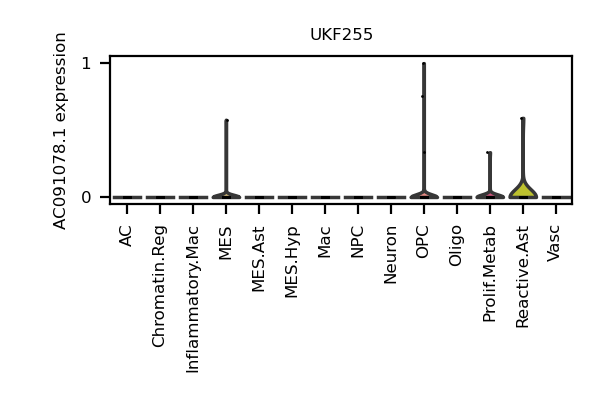 UKF255
AC091078.1 expression
1
0
AC
Chromatin.Reg
Inflammatory.Mac
MES
MES.Ast
MES.Hyp
Mac
NPC
Neuron
OPC
Oligo
Prolif.Metab
Reactive.Ast
Vasc